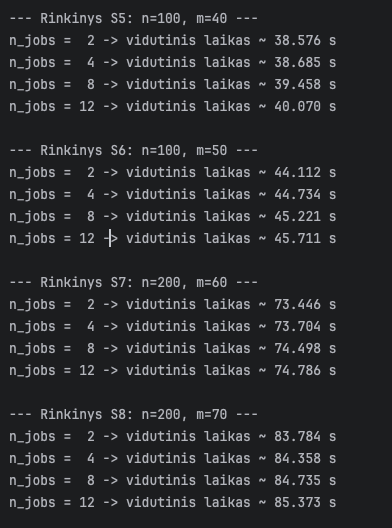 --- Rinkinys S5: n=100, m=40 ---
n_jobs =  2 -> vidutinis laikas ~ 38.576 s
n_jobs =  4 -> vidutinis laikas ~ 38.685 s
n_jobs =  8 -> vidutinis laikas ~ 39.458 s
n_jobs = 12 -> vidutinis laikas ~ 40.070 s

--- Rinkinys S6: n=100, m=50 ---
n_jobs =  2 -> vidutinis laikas ~ 44.112 s
n_jobs =  4 -> vidutinis laikas ~ 44.734 s
n_jobs =  8 -> vidutinis laikas ~ 45.221 s
n_jobs = 12 -> vidutinis laikas ~ 45.711 s

--- Rinkinys S7: n=200, m=60 ---
n_jobs =  2 -> vidutinis laikas ~ 73.446 s
n_jobs =  4 -> vidutinis laikas ~ 73.704 s
n_jobs =  8 -> vidutinis laikas ~ 74.498 s
n_jobs = 12 -> vidutinis laikas ~ 74.786 s

--- Rinkinys S8: n=200, m=70 ---
n_jobs =  2 -> vidutinis laikas ~ 83.784 s
n_jobs =  4 -> vidutinis laikas ~ 84.358 s
n_jobs =  8 -> vidutinis laikas ~ 84.735 s
n_jobs = 12 -> vidutinis laikas ~ 85.373 s